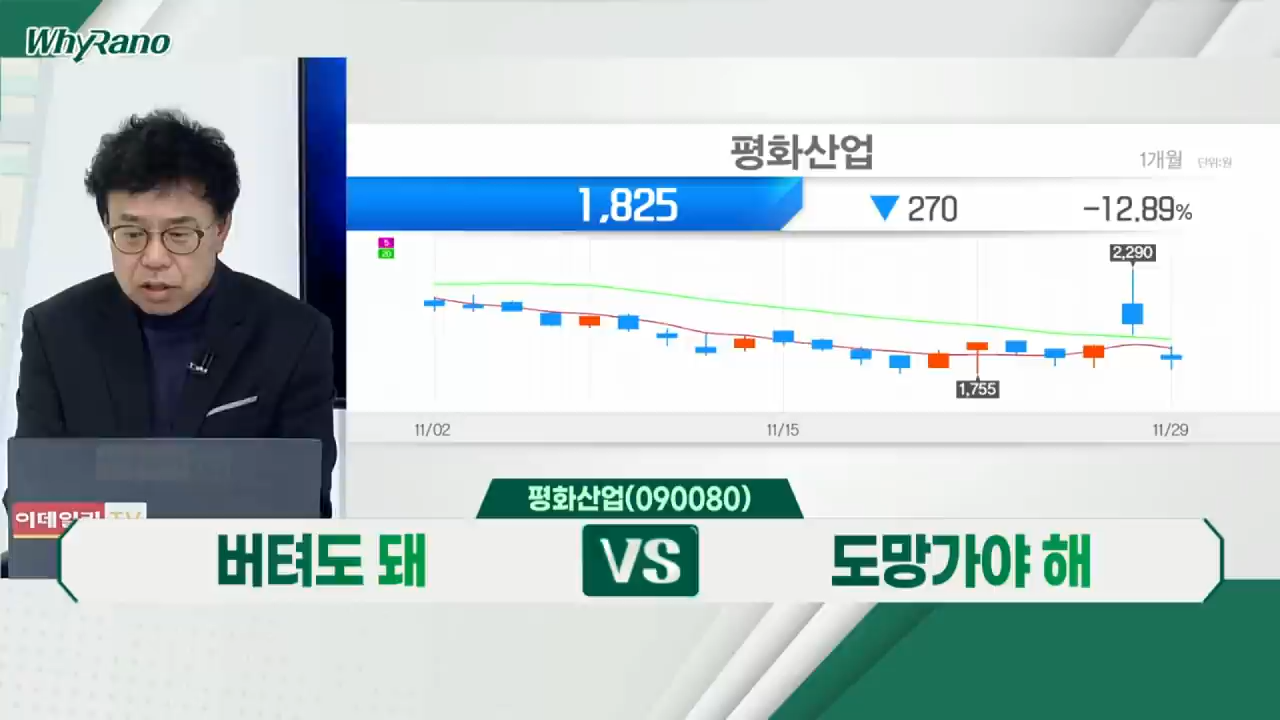 WhyRano
평화산업
1개월 단위:원
1,825 ▼270 -12.89%
5
20
2,290
1,755
11/02 11/15 11/29
평화산업(090080)
이데일리 TV
버텨도 돼 VS 도망가야 해